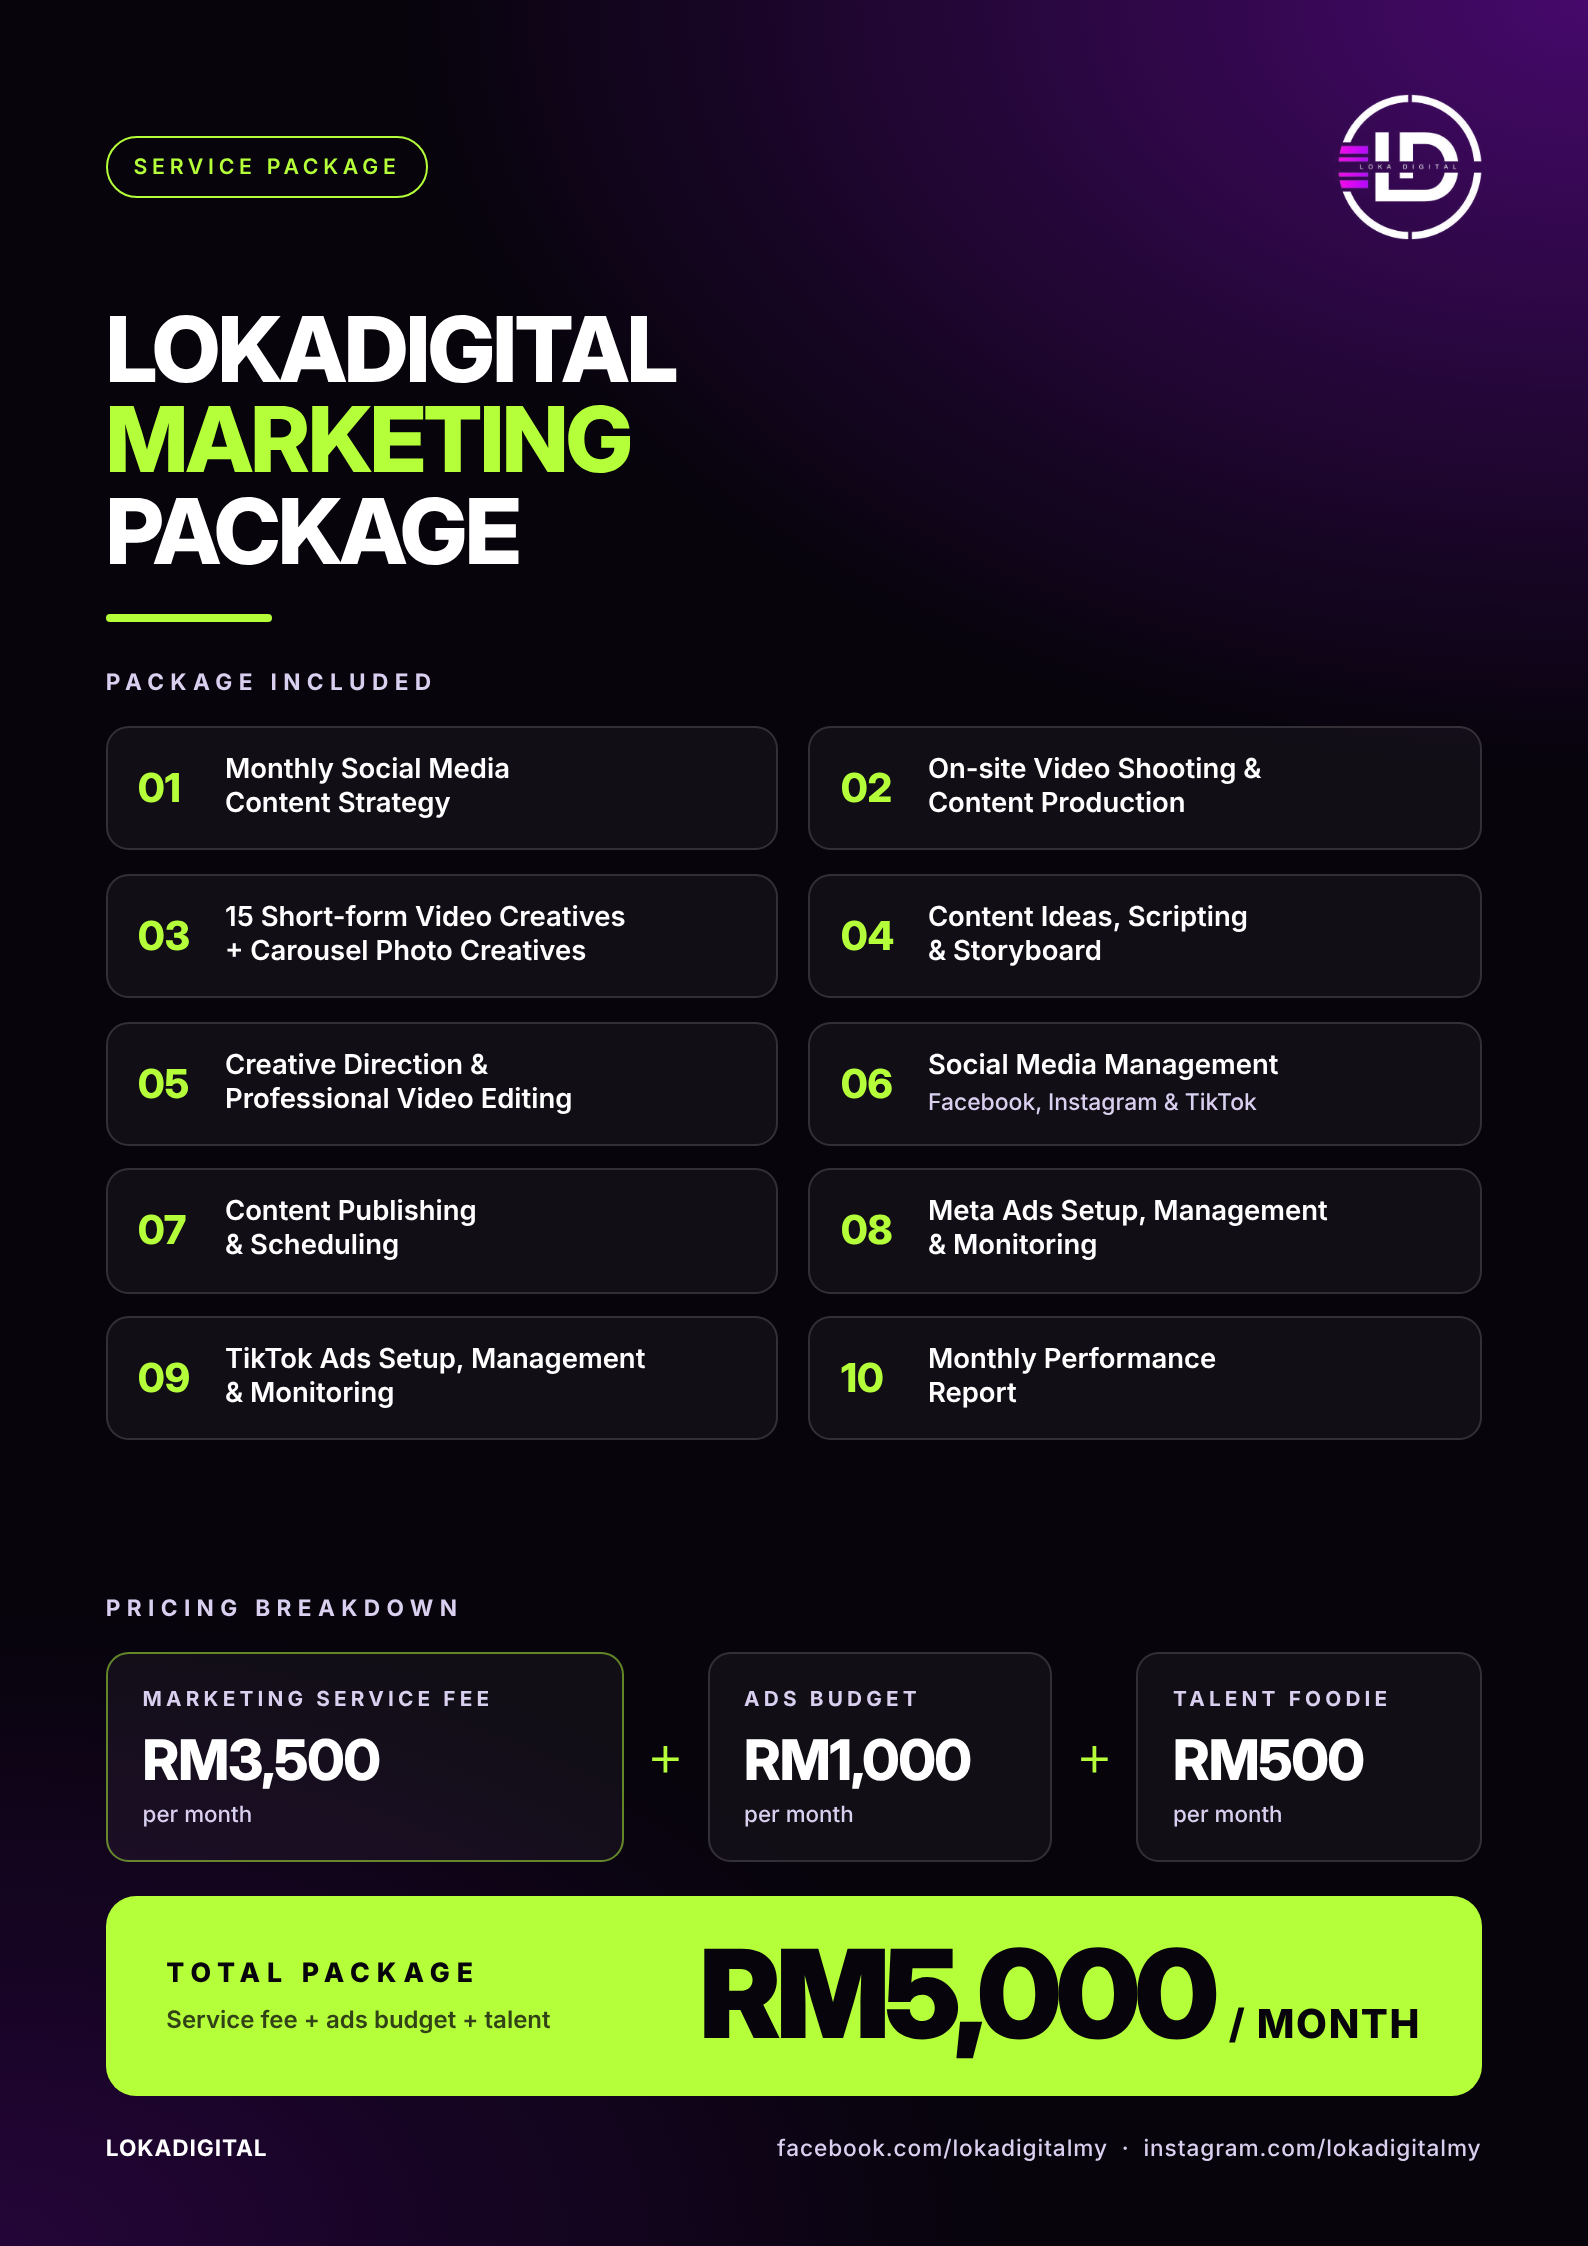 SERVICE PACKAGE
LOKA DIGITAL
LOKADIGITAL
MARKETING
PACKAGE
PACKAGE INCLUDED
01
Monthly Social Media
Content Strategy
02
On-site Video Shooting &
Content Production
03
15 Short-form Video Creatives
+ Carousel Photo Creatives
04
Content Ideas, Scripting
& Storyboard
05
Creative Direction &
Professional Video Editing
06
Social Media Management
Facebook, Instagram & TikTok
07
Content Publishing
& Scheduling
08
Meta Ads Setup, Management
& Monitoring
09
TikTok Ads Setup, Management
& Monitoring
10
Monthly Performance
Report
PRICING BREAKDOWN
MARKETING SERVICE FEE
RM3,500
per month
+
ADS BUDGET
RM1,000
per month
+
TALENT FOODIE
RM500
per month
TOTAL PACKAGE
Service fee + ads budget + talent
RM5,000 / MONTH
LOKADIGITAL
facebook.com/lokadigitalmy · instagram.com/lokadigitalmy